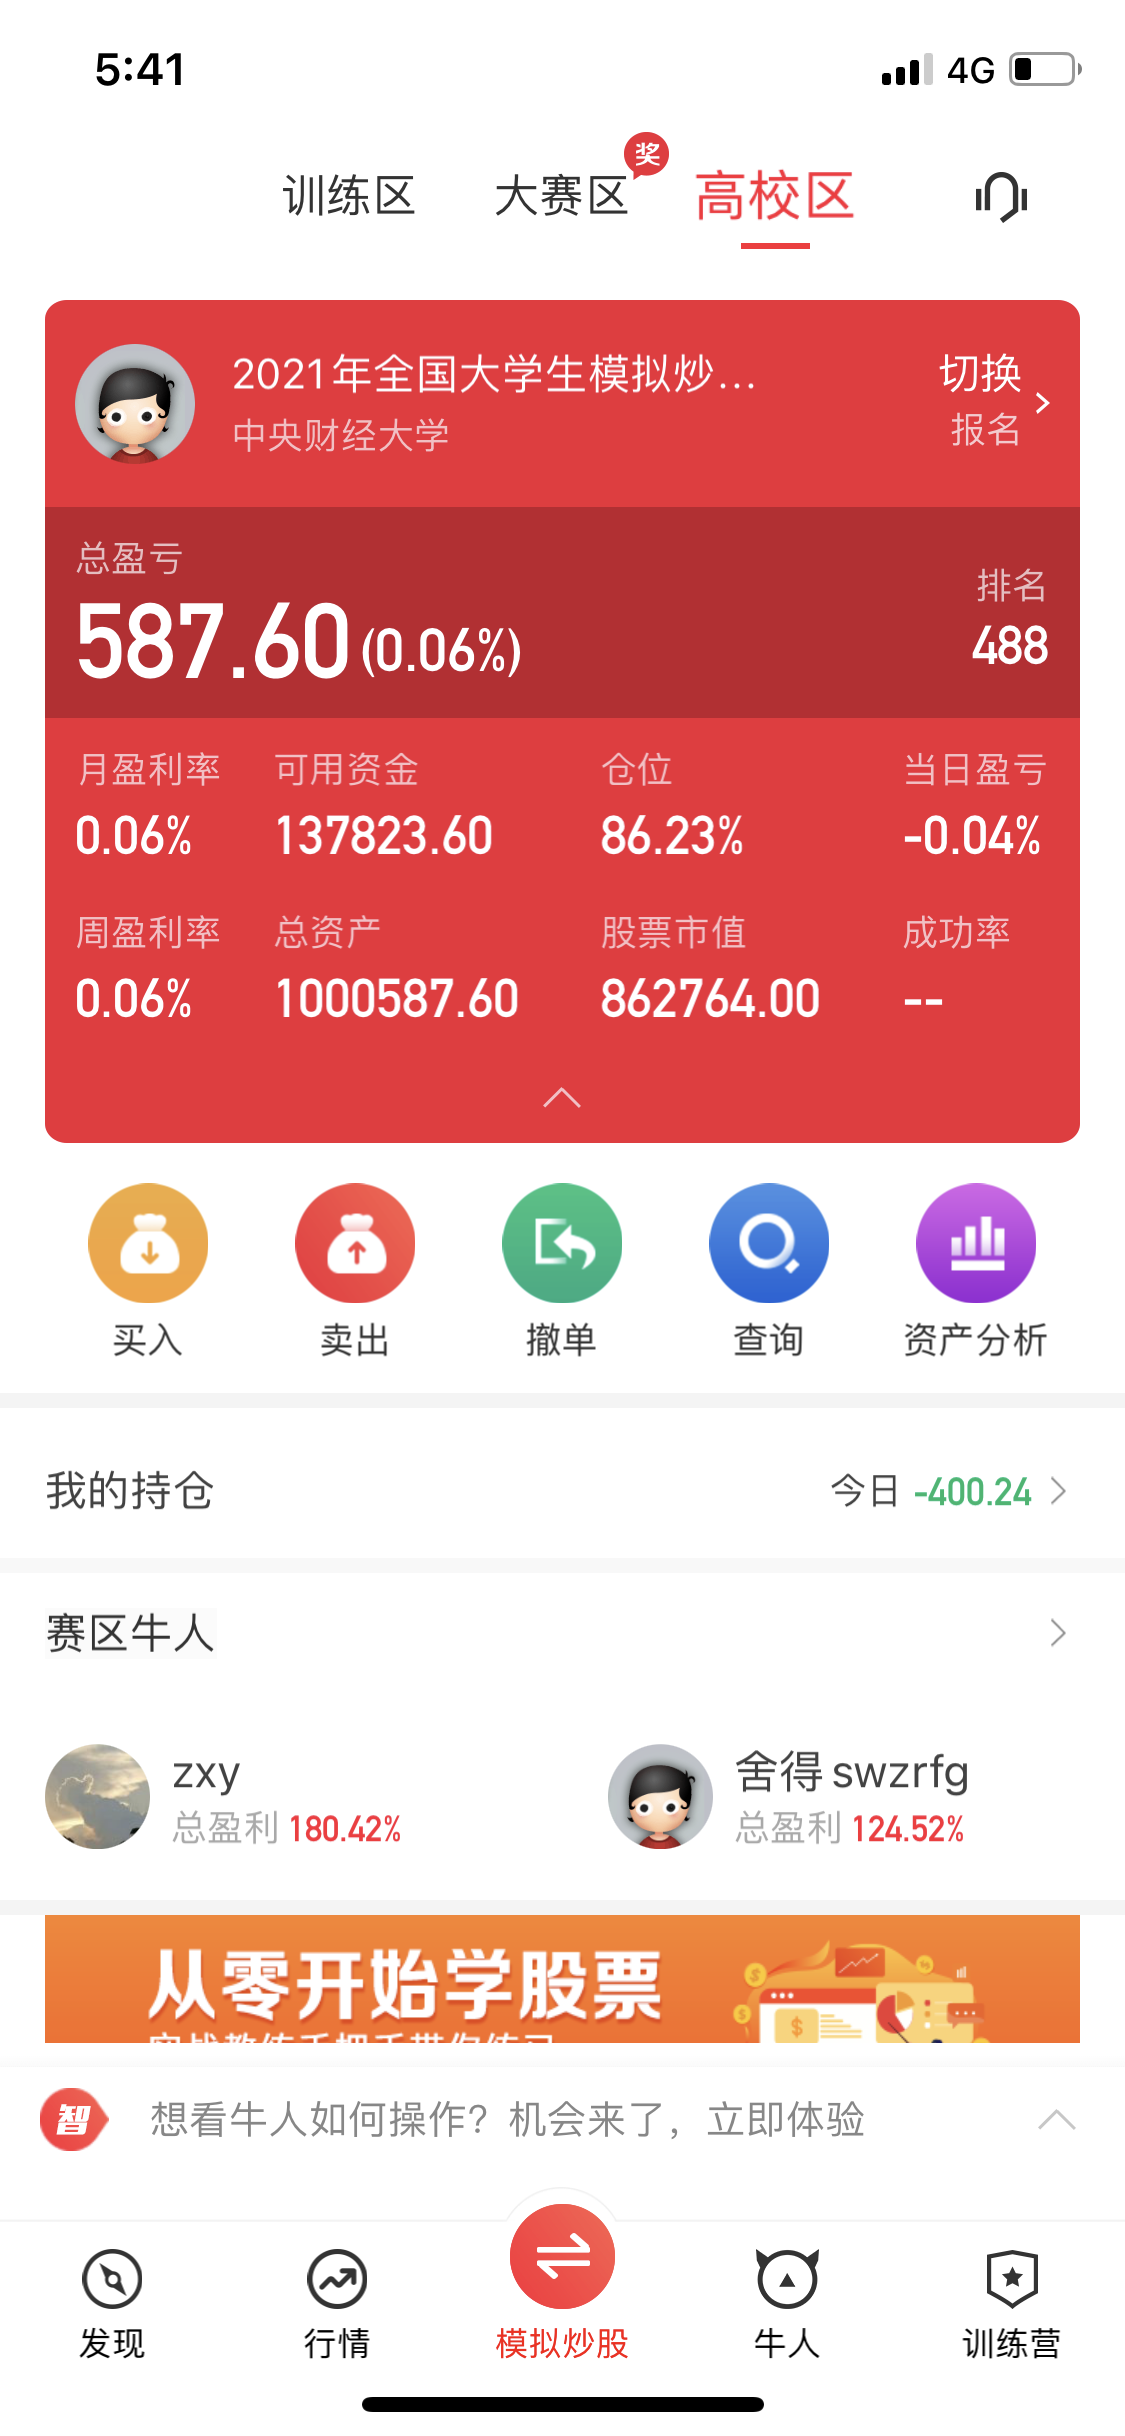 5:41
4G
训练区
大赛区
奖
高校区
2021年全国大学生模拟炒...
中央财经大学
切换
报名
总盈亏
587.60(0.06%)
排名
488
月盈利率
可用资金
仓位
当日盈亏
0.06%
137823.60
86.23%
-0.04%
周盈利率
总资产
股票市值
成功率
0.06%
1000587.60
862764.00
--
买入
卖出
撤单
查询
资产分析
我的持仓
今日 -400.24
赛区牛人
zxy
总盈利 180.42%
舍得swzrfg
总盈利 124.52%
从零开始学股票
智
想看牛人如何操作？机会来了，立即体验
发现
行情
模拟炒股
牛人
训练营